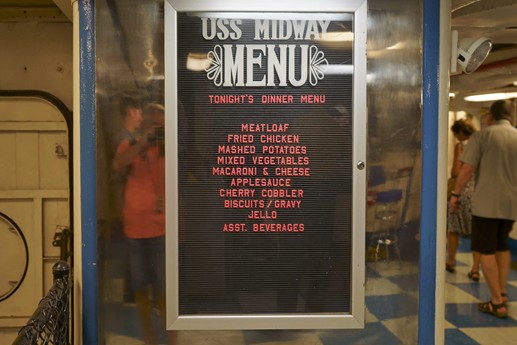 USS MIDWAY
MENU
TONIGHT'S DINNER MENU
MEATLOAF
FRIED CHICKEN
MASHED POTATOES
MIXED VEGETABLES
MACARONI & CHEESE
APPLESAUCE
CHERRY COBBLER
BISCUITS/GRAVY
JELLO
ASST. BEVERAGES